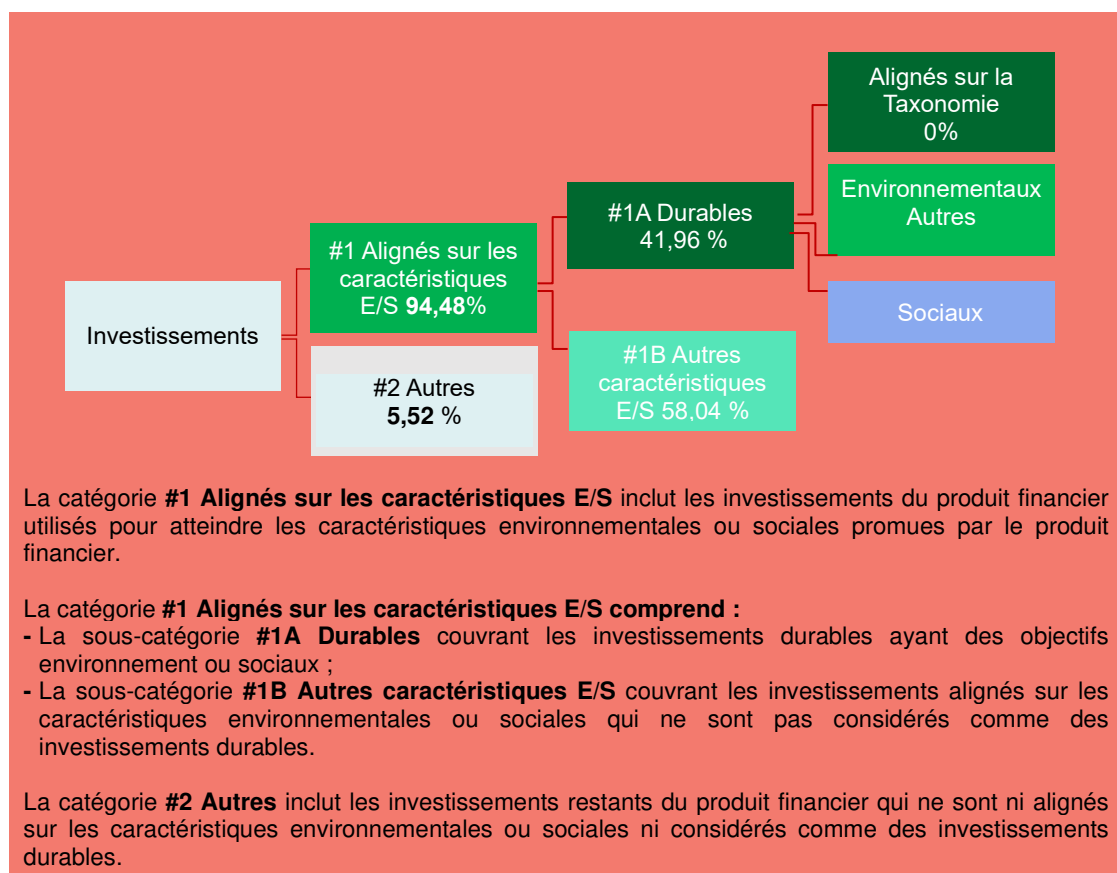 Alignés sur la
Taxonomie
0%
Environnementaux
Autres
Sociaux
#1A Durables
41,96 %
#1B Autres
caractéristiques
E/S 58,04 %
#1 Alignés sur les
caractéristiques
E/S 94,48%
#2 Autres
5,52 %
Investissements
La catégorie #1 Alignés sur les caractéristiques E/S inclut les investissements du produit financier
utilisés pour atteindre les caractéristiques environnementales ou sociales promues par le produit
financier.
La catégorie #1 Alignés sur les caractéristiques E/S comprend :
- La sous-catégorie #1A Durables couvrant les investissements durables ayant des objectifs
environnement ou sociaux ;
- La sous-catégorie #1B Autres caractéristiques E/S couvrant les investissements alignés sur les
caractéristiques environnementales ou sociales qui ne sont pas considérés comme des
investissements durables.
La catégorie #2 Autres inclut les investissements restants du produit financier qui ne sont ni alignés
sur les caractéristiques environnementales ou sociales ni considérés comme des investissements
durables.